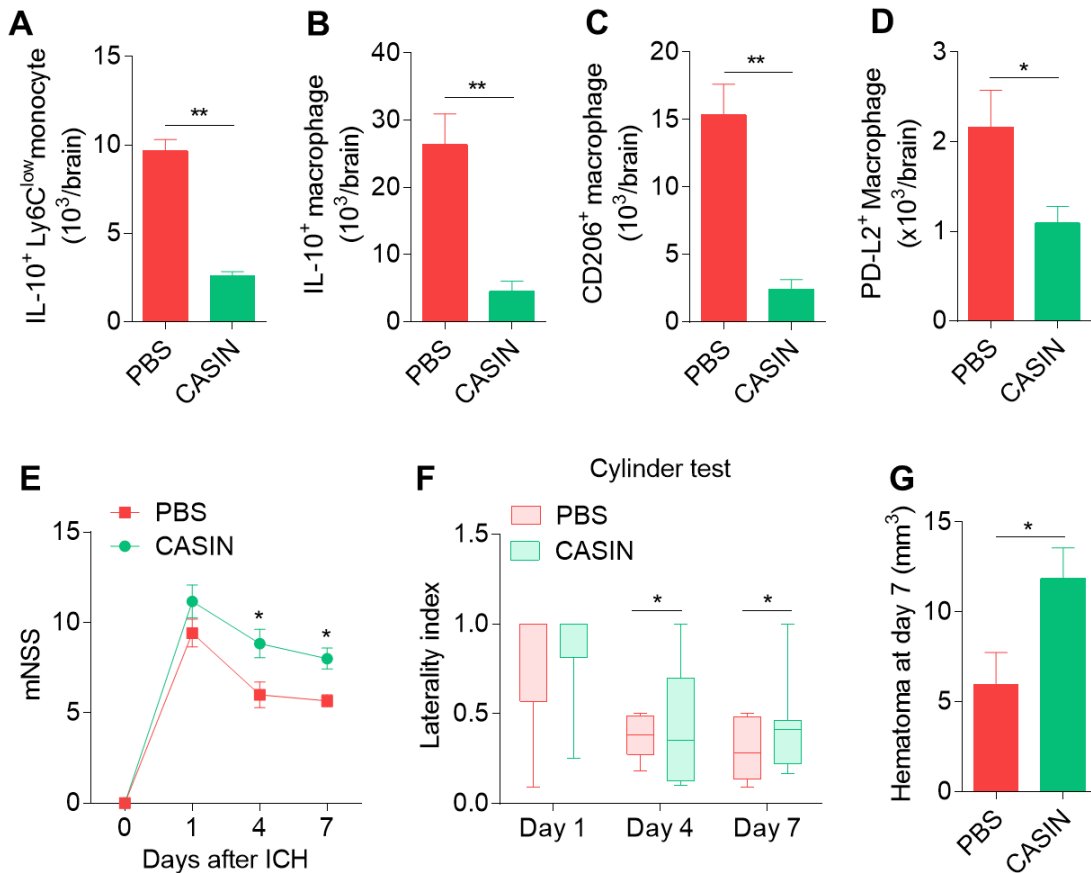 A
IL-10⁺ Ly6Cˡᵒʷmonocyte
(10³/brain)
15
10
5
0
**
PBS
CASIN
B
IL-10⁺ macrophage
(10³/brain)
40
30
20
10
0
**
PBS
CASIN
C
CD206⁺ macrophage
(10³/brain)
20
15
10
5
0
**
PBS
CASIN
D
PD-L2⁺ Macrophage
(x10³/brain)
3
2
1
0
*
PBS
CASIN
E
PBS
CASIN
mNSS
15
10
5
0
*
*
0 1 4 7
Days after ICH
F
Cylinder test
PBS
CASIN
Laterality index
1.5
1.0
0.5
0.0
*
*
Day 1 Day 4 Day 7
G
Hematoma at day 7 (mm³)
15
10
5
0
*
PBS
CASIN